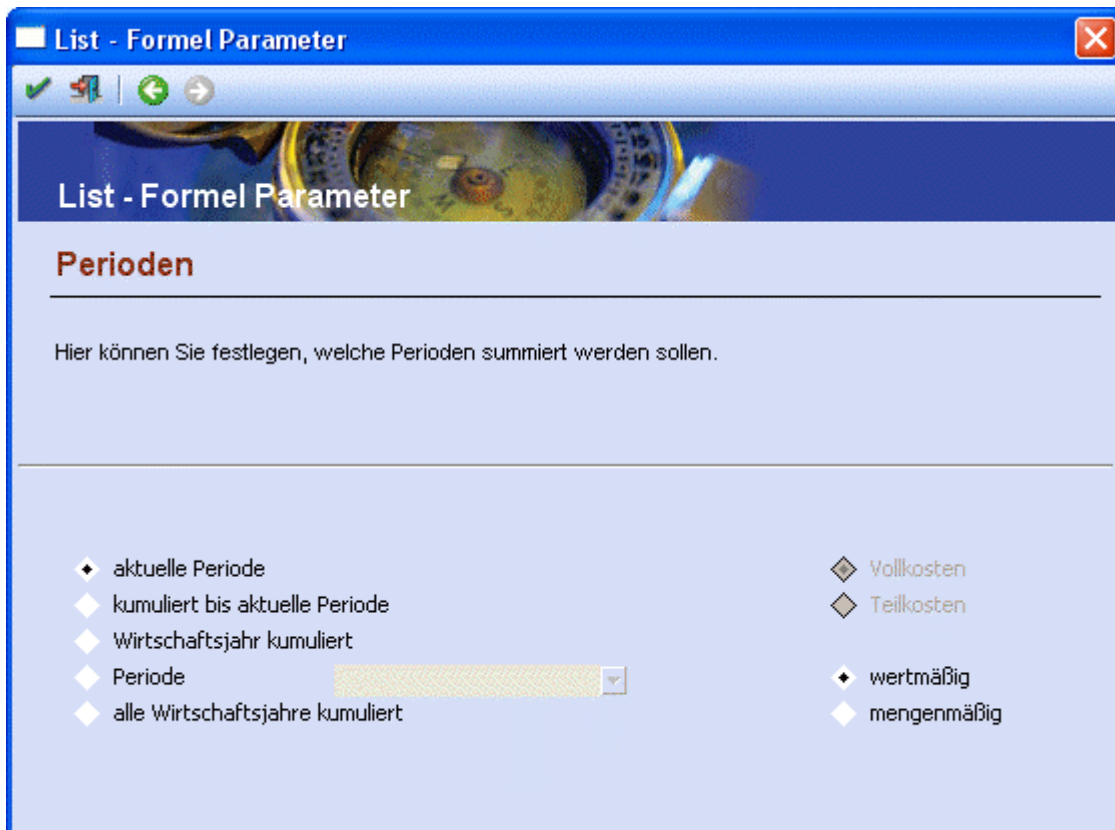 List - Formel Parameter
List - Formel Parameter
Perioden
Hier können Sie festlegen, welche Perioden summiert werden sollen.
aktuelle Periode
kumuliert bis aktuelle Periode
Wirtschaftsjahr kumuliert
Periode
alle Wirtschaftsjahre kumuliert
Vollkosten
Teilkosten
wertmäßig
mengenmäßig